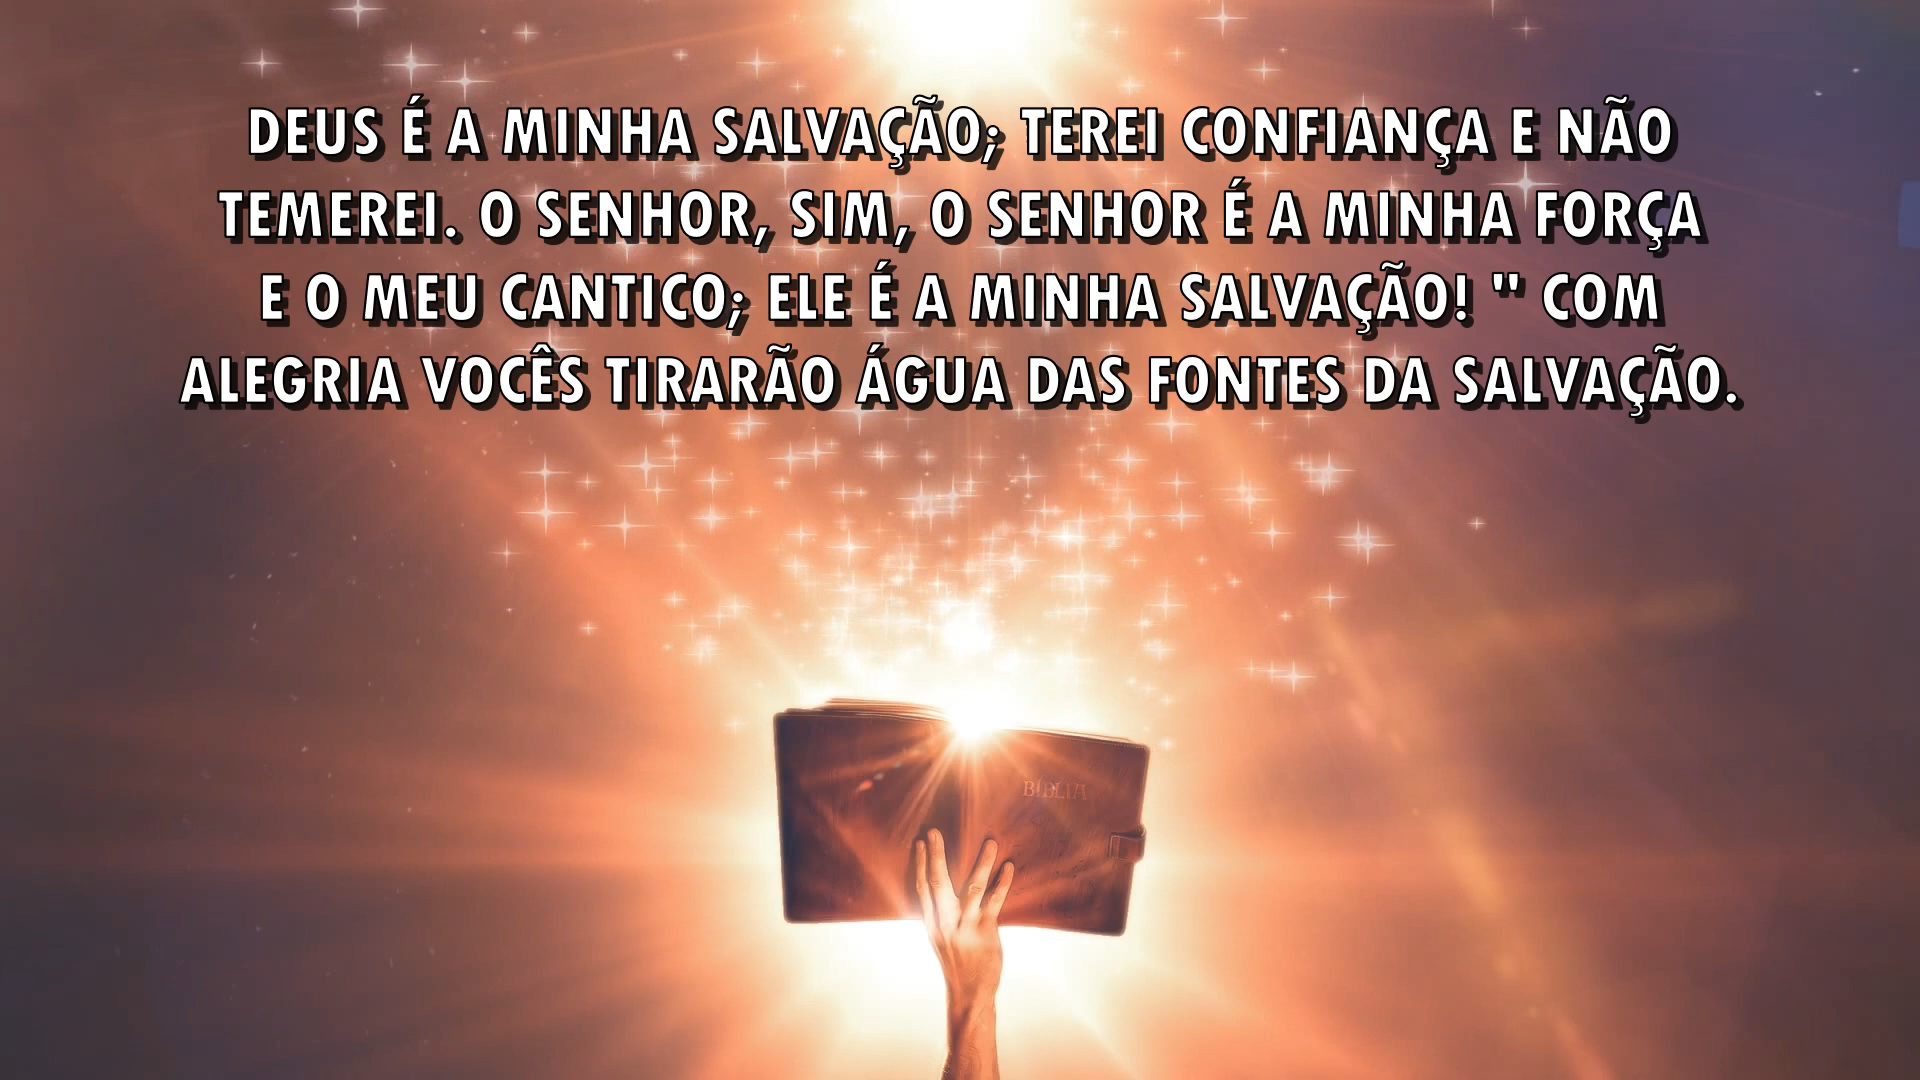 DEUS É A MINHA SALVAÇÃO; TEREI CONFIANÇA E NÃO
TEMEREI. O SENHOR, SIM, O SENHOR É A MINHA FORÇA
E O MEU CANTICO; ELE É A MINHA SALVAÇÃO! " COM
ALEGRIA VOCÊS TIRARÃO ÁGUA DAS FONTES DA SALVAÇÃO.
BIBLIA